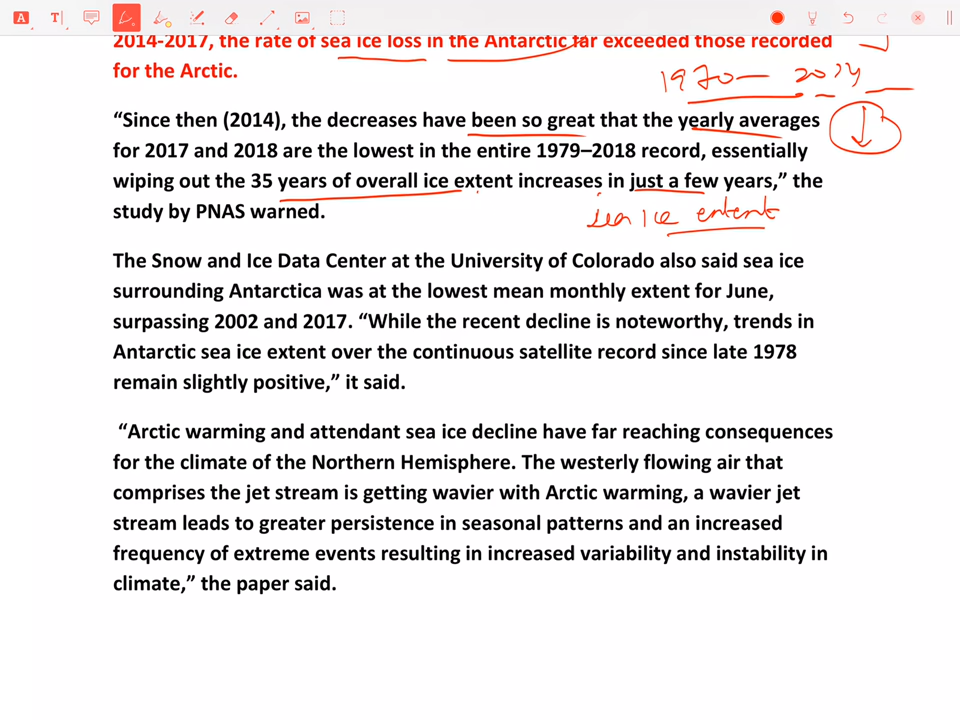 A T
2014-2017, the rate of sea ice loss in the Antarctic far exceeded those recorded
for the Arctic.
1970— 2014
“Since then (2014), the decreases have been so great that the yearly averages
for 2017 and 2018 are the lowest in the entire 1979–2018 record, essentially
wiping out the 35 years of overall ice extent increases in just a few years,” the
study by PNAS warned.
sea ice extent
The Snow and Ice Data Center at the University of Colorado also said sea ice
surrounding Antarctica was at the lowest mean monthly extent for June,
surpassing 2002 and 2017. “While the recent decline is noteworthy, trends in
Antarctic sea ice extent over the continuous satellite record since late 1978
remain slightly positive,” it said.
“Arctic warming and attendant sea ice decline have far reaching consequences
for the climate of the Northern Hemisphere. The westerly flowing air that
comprises the jet stream is getting wavier with Arctic warming, a wavier jet
stream leads to greater persistence in seasonal patterns and an increased
frequency of extreme events resulting in increased variability and instability in
climate,” the paper said.